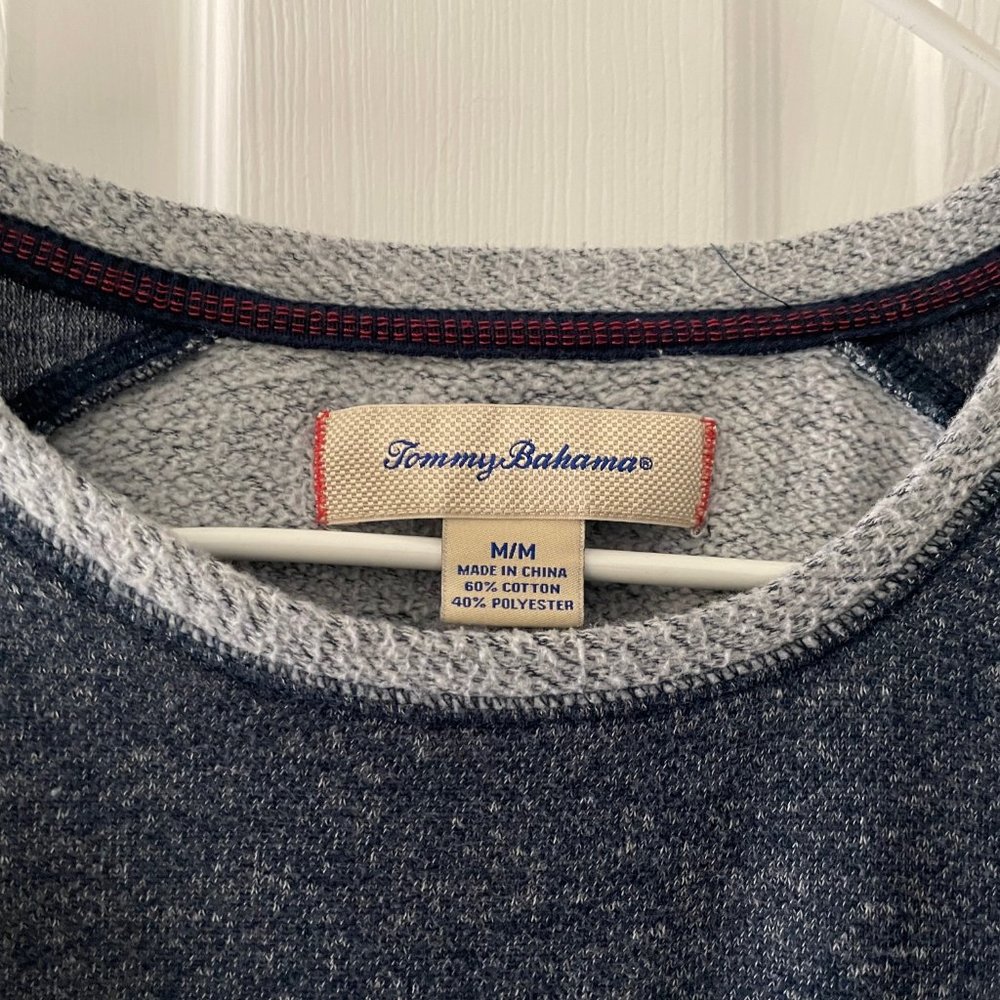 Tommy Bahama®
M/M
MADE IN CHINA
60% COTTON
40% POLYESTER